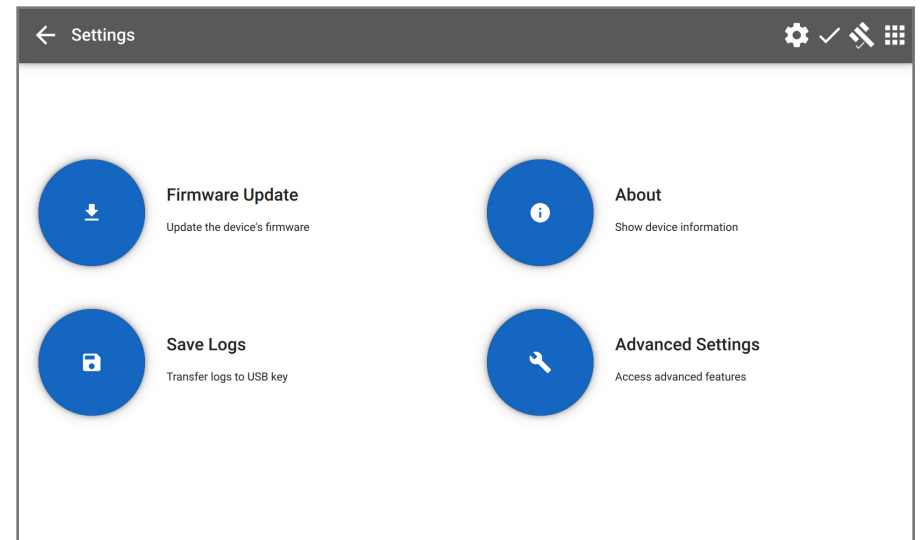 Settings
Firmware Update
Update the device's firmware
About
Show device information
Save Logs
Transfer logs to USB key
Advanced Settings
Access advanced features